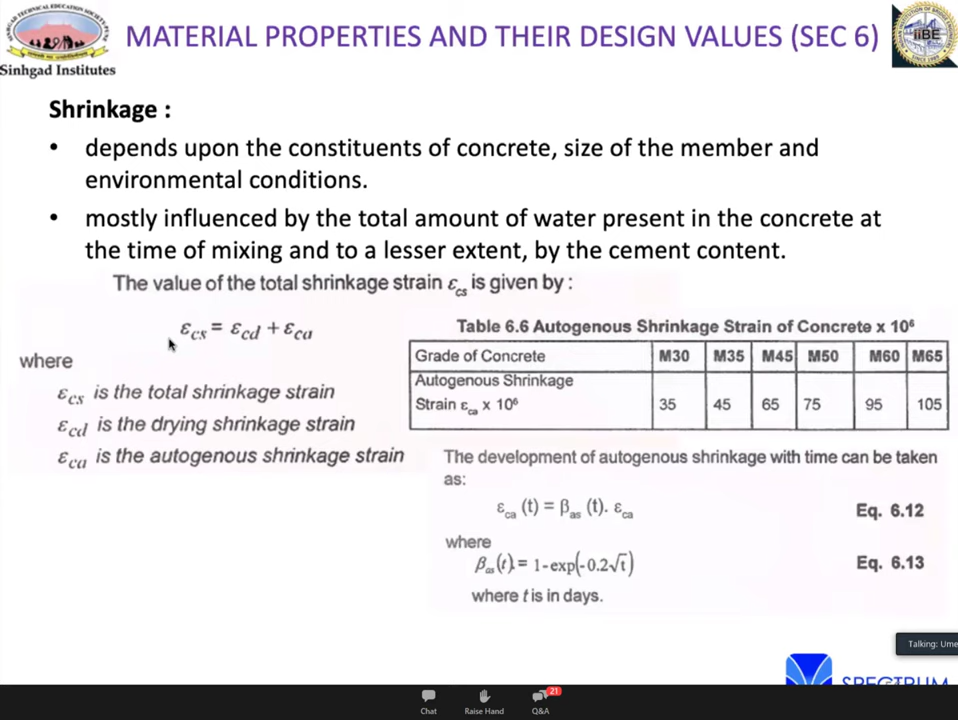 MATERIAL PROPERTIES AND THEIR DESIGN VALUES (SEC 6)
Sinhgad Institutes
IIBE
Shrinkage :
• depends upon the constituents of concrete, size of the member and
environmental conditions.
• mostly influenced by the total amount of water present in the concrete at
the time of mixing and to a lesser extent, by the cement content.
The value of the total shrinkage strain εcs is given by :
εcs = εcd + εca
where
εcs is the total shrinkage strain
εcd is the drying shrinkage strain
εca is the autogenous shrinkage strain
Table 6.6 Autogenous Shrinkage Strain of Concrete x 10⁶
Grade of Concrete M30 M35 M45 M50 M60 M65
Autogenous Shrinkage
Strain εca x 10⁶ 35 45 65 75 95 105
The development of autogenous shrinkage with time can be taken
as:
εca (t) = βas (t). εca Eq. 6.12
where
βas(t) = 1-exp(-0.2√t) Eq. 6.13
where t is in days.
Talking: Ume
SPECTRUM
21
Chat Raise Hand Q&A